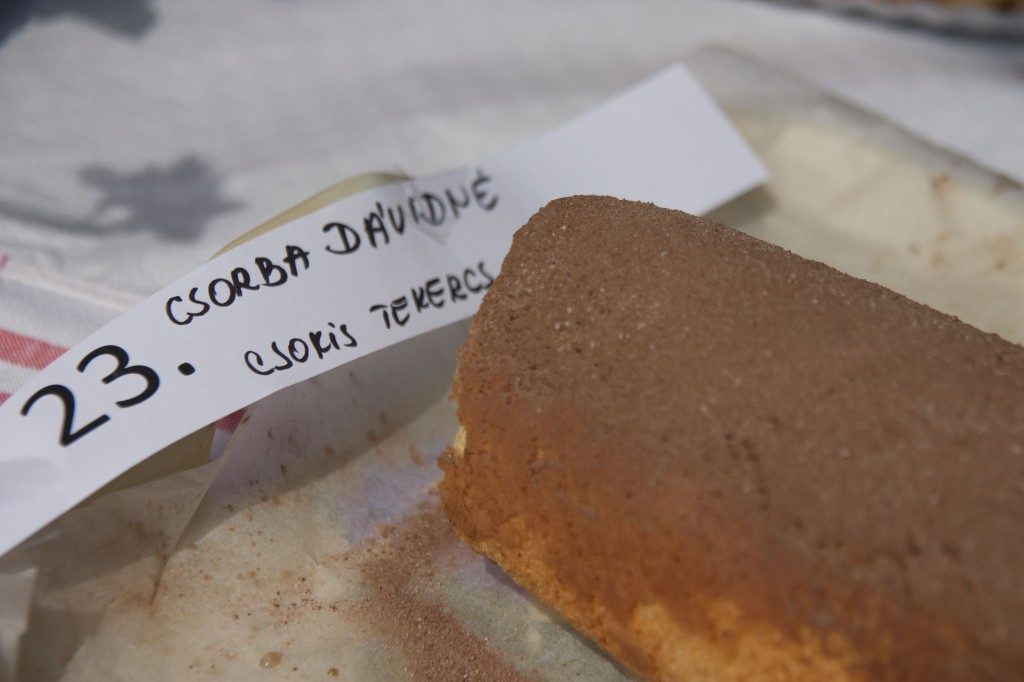 23.
CSORBA DÁVIDNÉ
CSOKiS TEKERCS